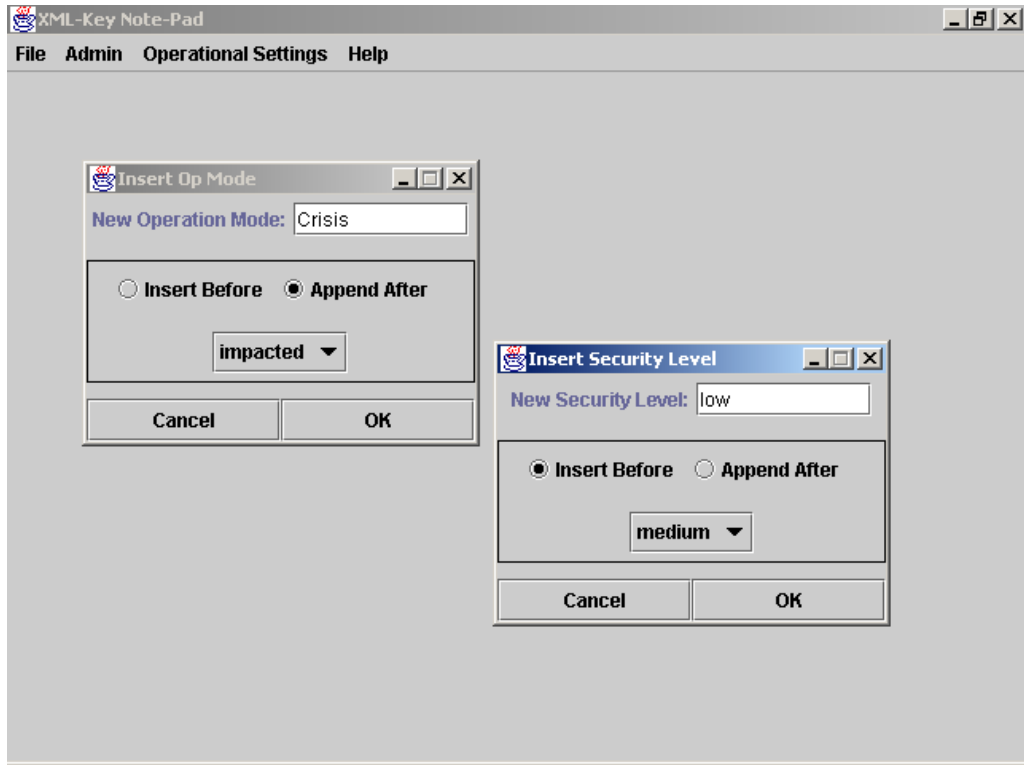 XML-Key Note-Pad
File Admin Operational Settings Help
Insert Op Mode
New Operation Mode: Crisis
Insert Before Append After
impacted
Cancel OK
Insert Security Level
New Security Level: low
Insert Before Append After
medium
Cancel OK